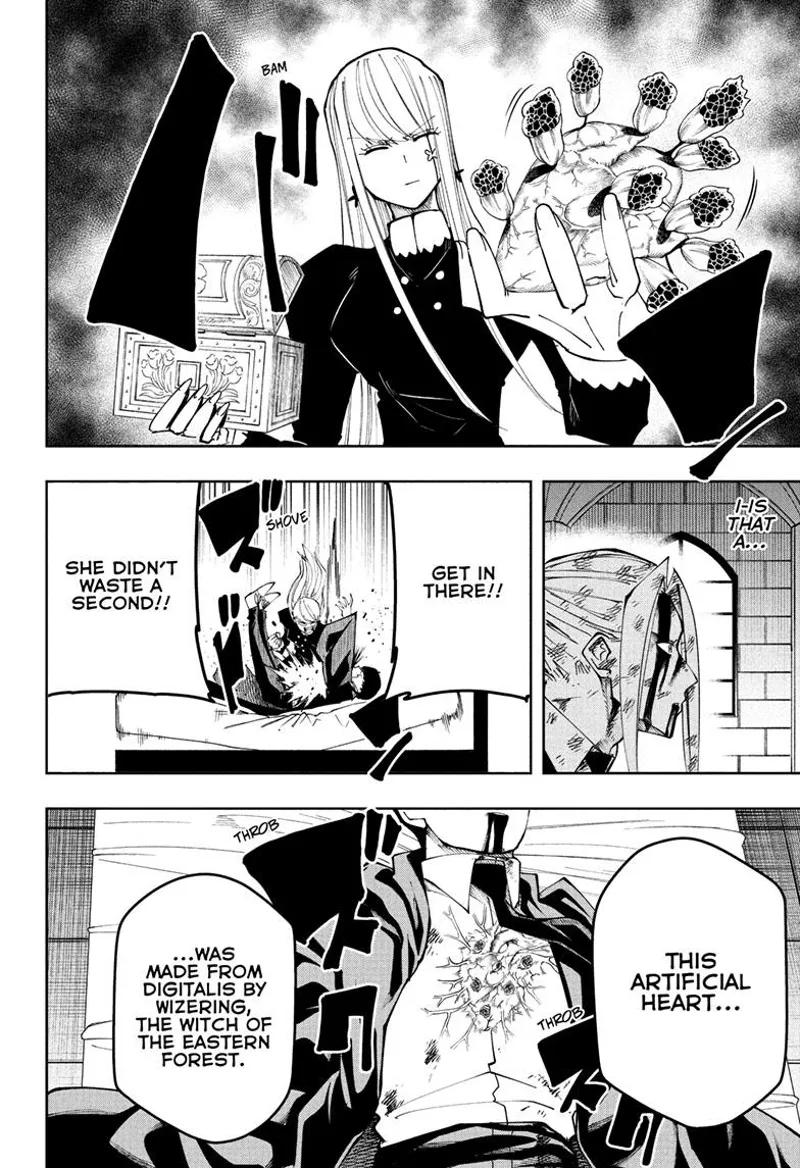 BAM
I-IS
THAT
A...
GET IN
THERE!!
SHOVE
SHE DIDN'T
WASTE A
SECOND!!
THIS
ARTIFICIAL
HEART...
THROB
THROB
...WAS
MADE FROM
DIGITALIS BY
WIZERING,
THE WITCH OF
THE EASTERN
FOREST.